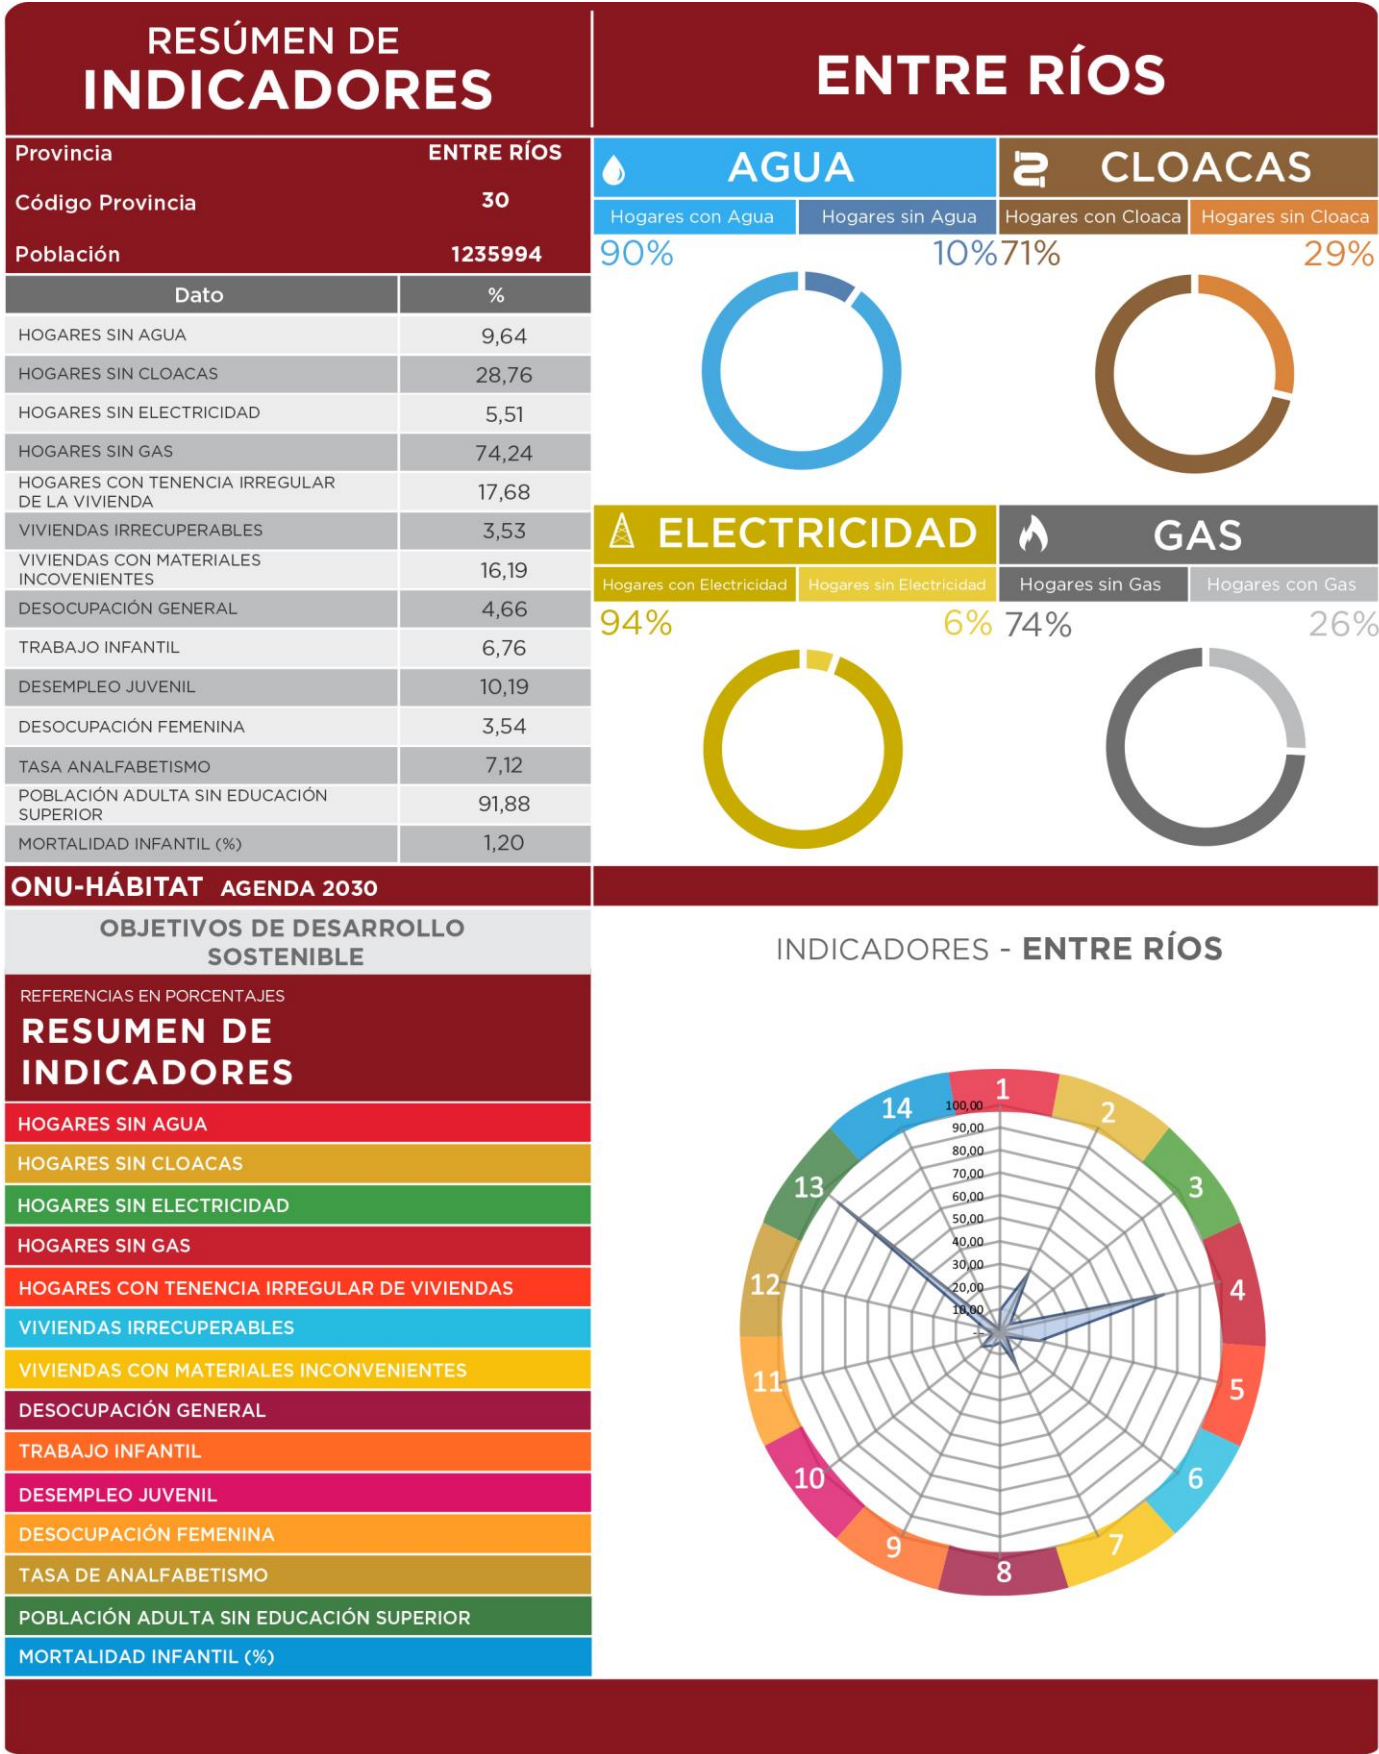 RESÚMEN DE
INDICADORES
ENTRE RÍOS
Provincia ENTRE RÍOS
Código Provincia 30
Población 1235994
Dato %
HOGARES SIN AGUA 9,64
HOGARES SIN CLOACAS 28,76
HOGARES SIN ELECTRICIDAD 5,51
HOGARES SIN GAS 74,24
HOGARES CON TENENCIA IRREGULAR
DE LA VIVIENDA 17,68
VIVIENDAS IRRECUPERABLES 3,53
VIVIENDAS CON MATERIALES
INCOVENIENTES 16,19
DESOCUPACIÓN GENERAL 4,66
TRABAJO INFANTIL 6,76
DESEMPLEO JUVENIL 10,19
DESOCUPACIÓN FEMENINA 3,54
TASA ANALFABETISMO 7,12
POBLACIÓN ADULTA SIN EDUCACIÓN
SUPERIOR 91,88
MORTALIDAD INFANTIL (%) 1,20
AGUA
Hogares con Agua Hogares sin Agua
90% 10%
CLOACAS
Hogares con Cloaca Hogares sin Cloaca
71% 29%
ELECTRICIDAD
Hogares con Electricidad Hogares sin Electricidad
94% 6%
GAS
Hogares sin Gas Hogares con Gas
74% 26%
ONU-HÁBITAT AGENDA 2030
OBJETIVOS DE DESARROLLO
SOSTENIBLE
REFERENCIAS EN PORCENTAJES
RESUMEN DE
INDICADORES
HOGARES SIN AGUA
HOGARES SIN CLOACAS
HOGARES SIN ELECTRICIDAD
HOGARES SIN GAS
HOGARES CON TENENCIA IRREGULAR DE VIVIENDAS
VIVIENDAS IRRECUPERABLES
VIVIENDAS CON MATERIALES INCONVENIENTES
DESOCUPACIÓN GENERAL
TRABAJO INFANTIL
DESEMPLEO JUVENIL
DESOCUPACIÓN FEMENINA
TASA DE ANALFABETISMO
POBLACIÓN ADULTA SIN EDUCACIÓN SUPERIOR
MORTALIDAD INFANTIL (%)
INDICADORES - ENTRE RÍOS
1
2
3
4
5
6
7
8
9
10
11
12
13
14
100,00
90,00
80,00
70,00
60,00
50,00
40,00
30,00
20,00
10,00
--